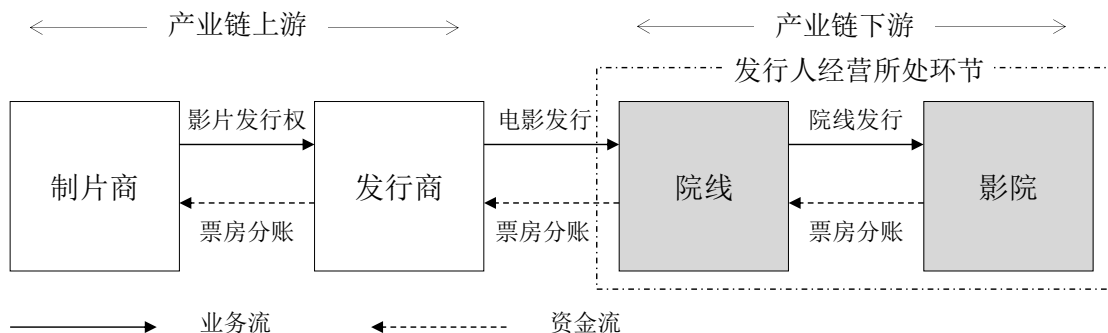 产业链上游
产业链下游
发行人经营所处环节
影片发行权
电影发行
院线发行
制片商
发行商
院线
影院
票房分账
票房分账
票房分账
业务流
资金流